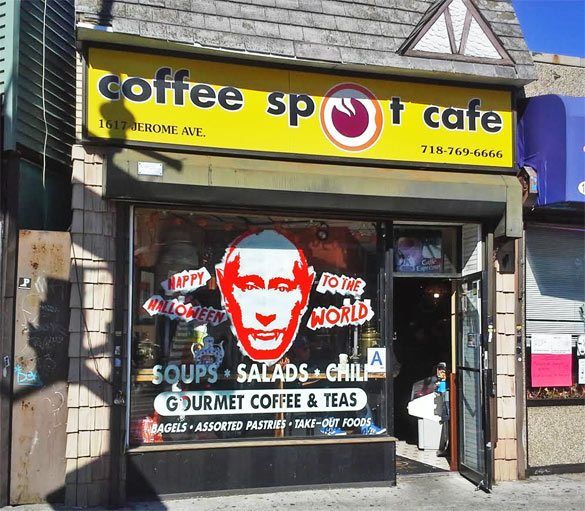 coffee spot cafe
1617 JEROME AVE.
718-769-6666
HAPPY
HALLOWEEN
TO THE
WORLD
SOUPS * SALADS * CHILI
A
GOURMET COFFEE & TEAS
BAGELS • ASSORTED PASTRIES • TAKE-OUT FOODS